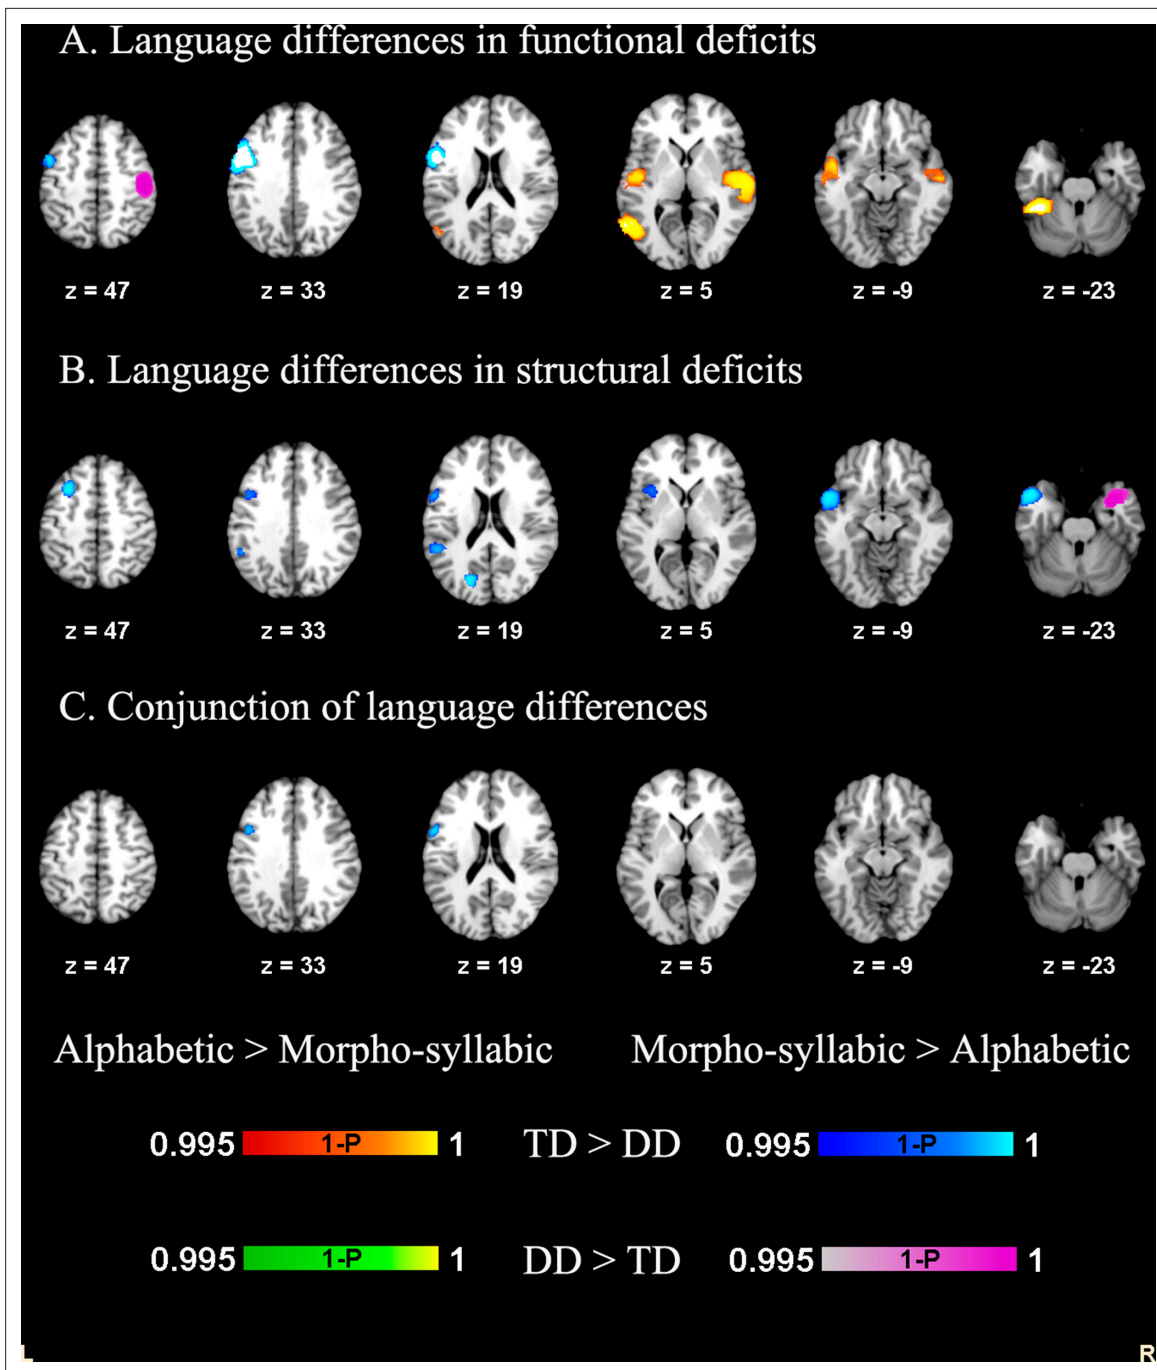 A. Language differences in functional deficits
z = 47 z = 33 z = 19 z = 5 z = -9 z = -23
B. Language differences in structural deficits
z = 47 z = 33 z = 19 z = 5 z = -9 z = -23
C. Conjunction of language differences
z = 47 z = 33 z = 19 z = 5 z = -9 z = -23
Alphabetic > Morpho-syllabic Morpho-syllabic > Alphabetic
0.995 1-P 1 TD > DD 0.995 1-P 1
0.995 1-P 1 DD > TD 0.995 1-P 1
L R